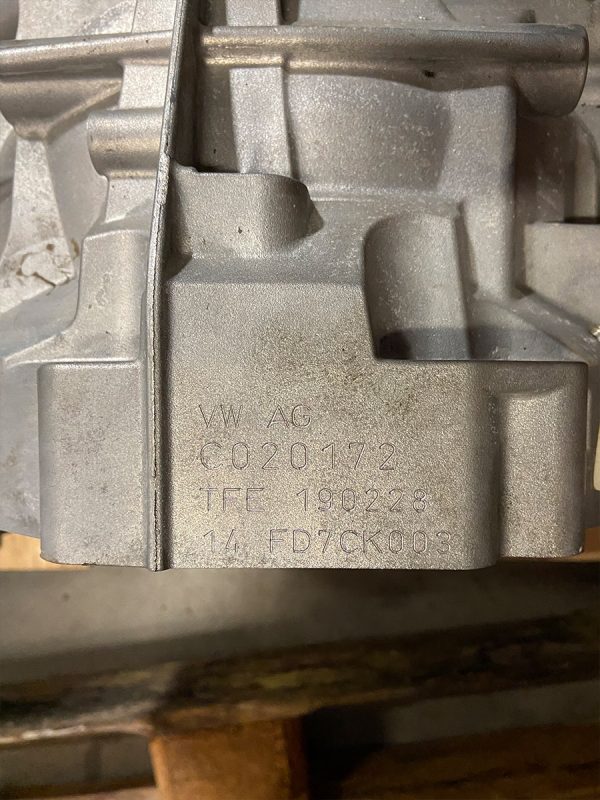 VW AG
C020172
TFE 190228
14 FD7CK003